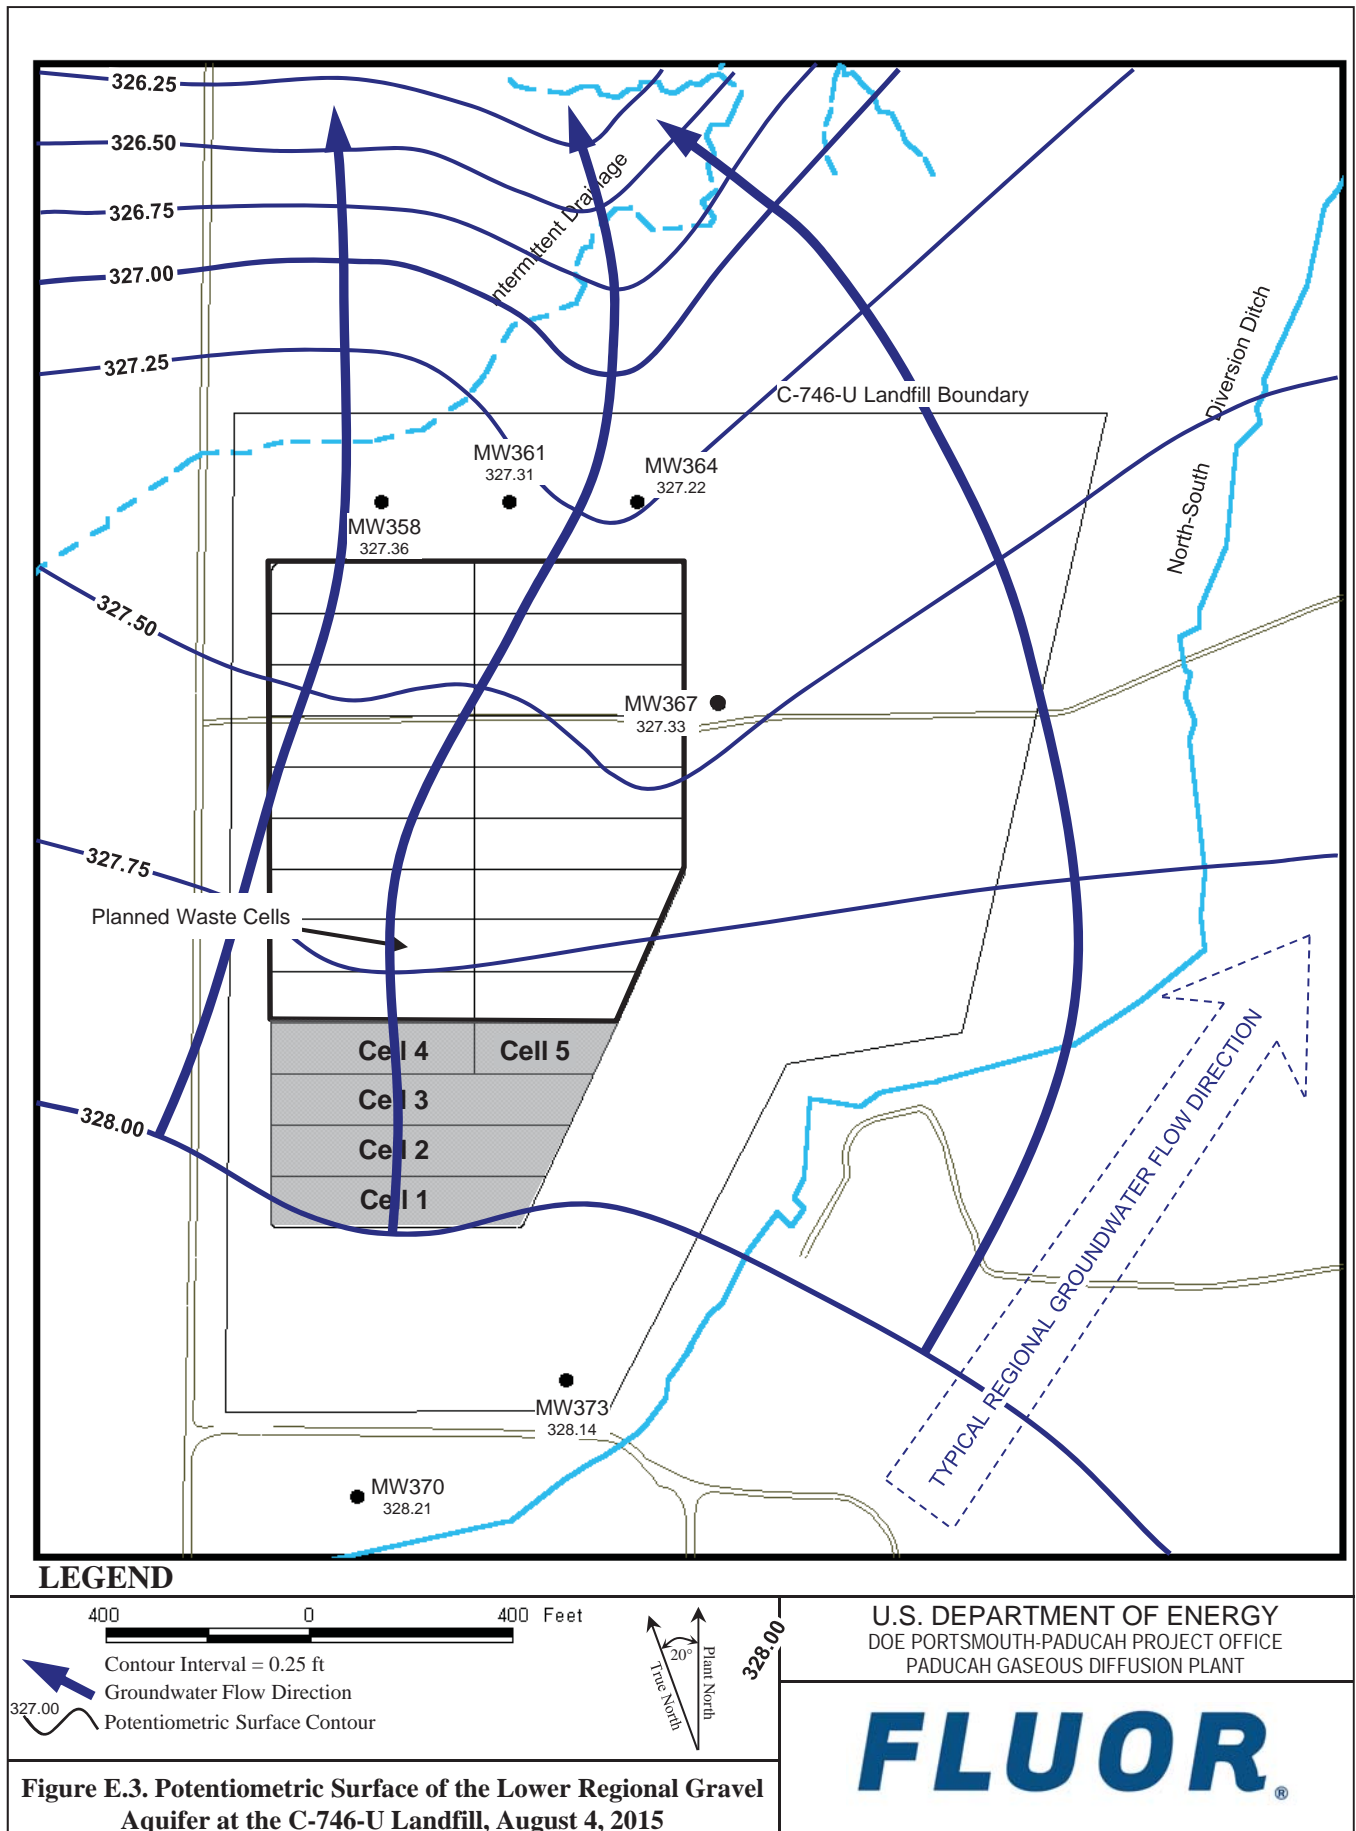 326.25
326.50
326.75
327.00
327.25
327.50
327.75
328.00
Intermittent Drainage
C-746-U Landfill Boundary
North-South Diversion Ditch
MW361
327.31
MW364
327.22
MW358
327.36
MW367
327.33
Planned Waste Cells
Cell 4
Cell 5
Cell 3
Cell 2
Cell 1
TYPICAL REGIONAL GROUNDWATER FLOW DIRECTION
MW373
328.14
MW370
328.21
LEGEND
400 0 400 Feet
Contour Interval = 0.25 ft
Groundwater Flow Direction
327.00
Potentiometric Surface Contour
20°
True North
Plant North
328.00
U.S. DEPARTMENT OF ENERGY
DOE PORTSMOUTH-PADUCAH PROJECT OFFICE
PADUCAH GASEOUS DIFFUSION PLANT
FLUOR®
Figure E.3. Potentiometric Surface of the Lower Regional Gravel
Aquifer at the C-746-U Landfill, August 4, 2015